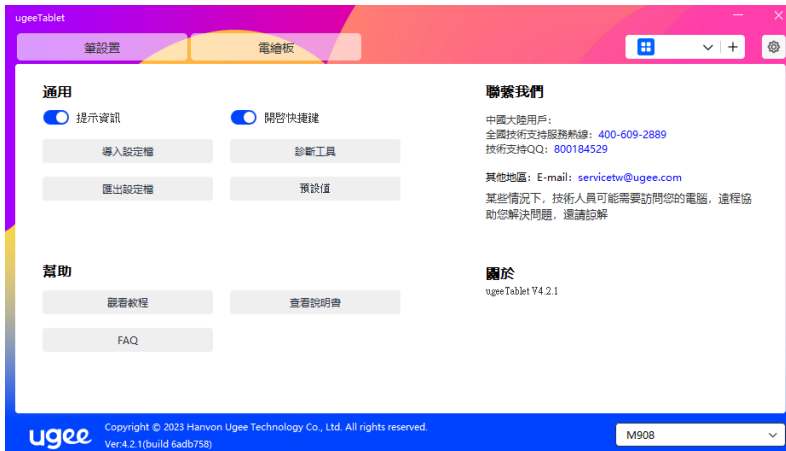 ugeeTablet
筆設置
電繪板
通用
提示資訊
開啓快捷鍵
導入設定檔
診斷工具
匯出設定檔
預設值
聯繫我們
中國大陸用戶：
全國技術支持服務熱線：400-609-2889
技術支持QQ：800184529
其他地區：E-mail：servicetw@ugee.com
某些情況下，技術人員可能需要訪問您的電腦，遠程協
助您解決問題，還請諒解
幫助
觀看教程
查看說明書
FAQ
關於
ugeeTablet V4.2.1
ugee
Copyright © 2023 Hanvon Ugee Technology Co., Ltd. All rights reserved.
Ver:4.2.1(build 6adb758)
M908